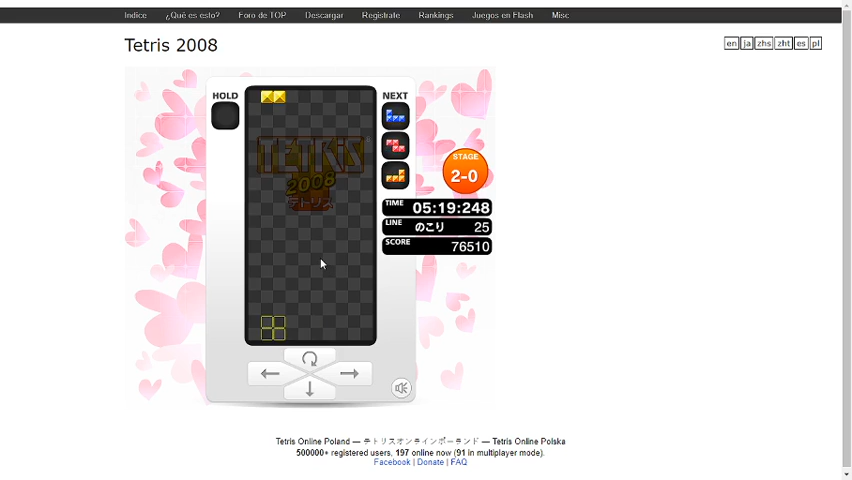 Indice ¿Qué es esto? Foro de TOP Descargar Registrate Rankings Juegos en Flash Misc
Tetris 2008
en ja zhs zht es pl
HOLD
NEXT
TETRIS
2008
テトリス
STAGE
2-0
TIME 05:19:248
LINE のこり 25
SCORE 76510
Tetris Online Poland — テトリスオンラインポーランド — Tetris Online Polska
500000+ registered users, 197 online now (91 in multiplayer mode).
Facebook | Donate | FAQ